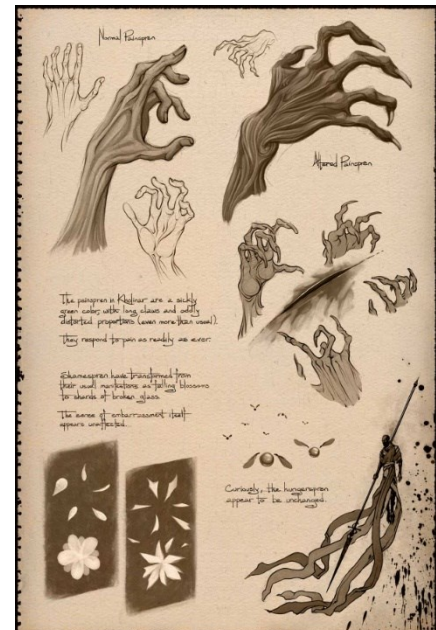 Normal Painspren
Altered Painspren
The painspren in Kholinar are a sickly
green color, with long claws and oddly
distorted proportions (even more than usual).
They respond to pain as readily as ever.
Shamespren have transformed from
their usual manifestations as falling blossoms
to shards of broken glass.
The sense of embarrassment itself
appears unaffected...
Curiously, the hungerspren
appear to be unchanged.